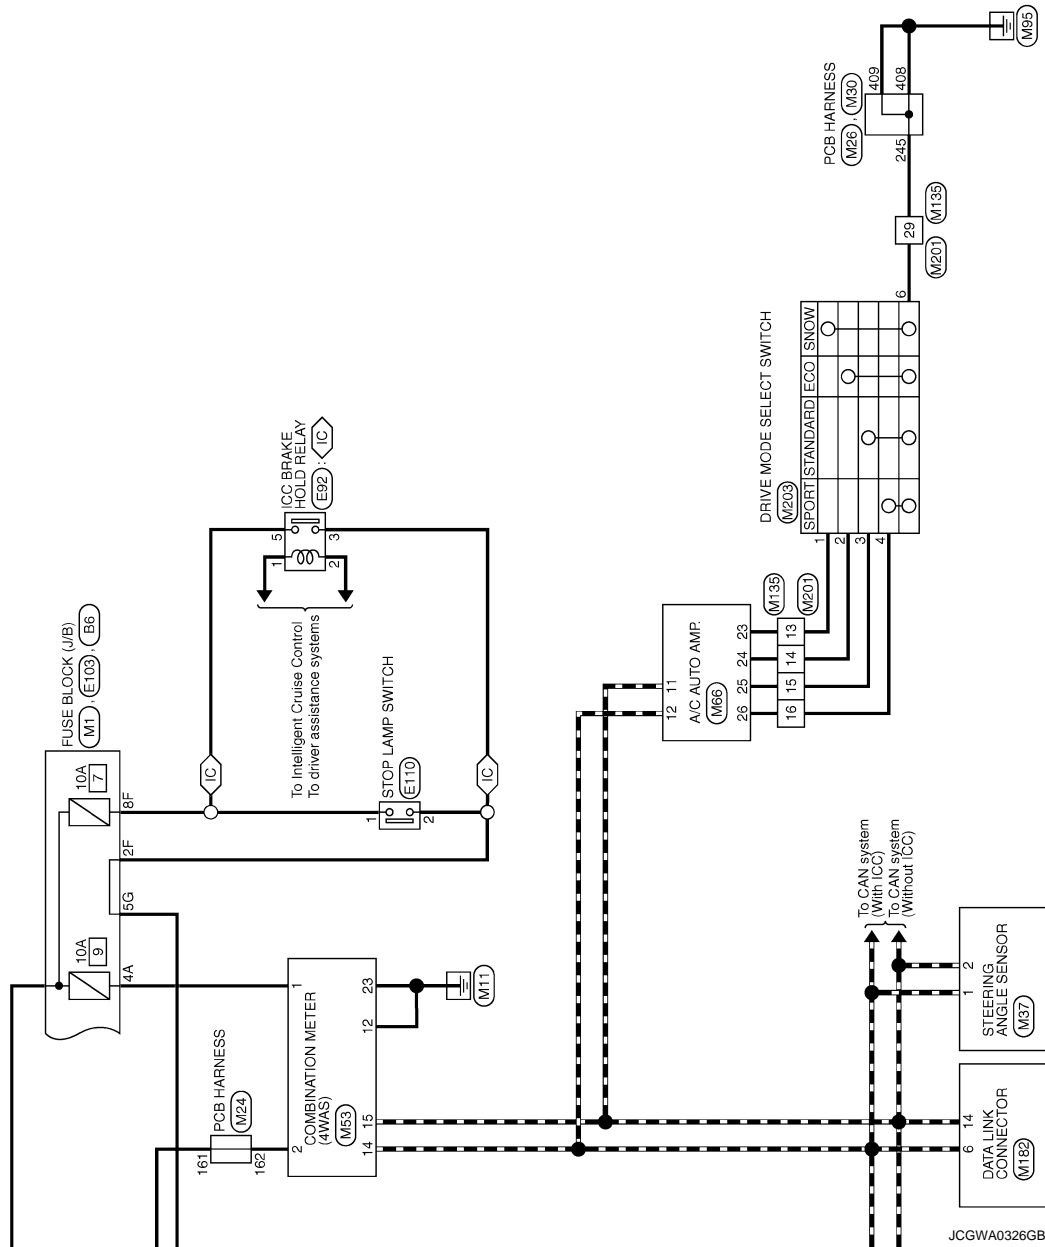 M95
409
408
PCB HARNESS
M26 , M30
245
29
M135
M201
6
DRIVE MODE SELECT SWITCH
M203
SPORT STANDARD ECO SNOW
1
2
3
4
M135
M201
13
14
15
16
23
24
25
26
A/C AUTO AMP.
M66
11
12
ICC BRAKE
HOLD RELAY
E92 : IC
5
3
1
2
To Intelligent Cruise Control
To driver assistance systems
IC
IC
STOP LAMP SWITCH
E110
1
2
FUSE BLOCK (J/B)
M1 , E103 , B6
10A
7
8F
2F
5G
10A
9
4A
PCB HARNESS
M24
161
162
COMBINATION METER
(4WAS)
M53
1
2
23
12
15
14
M11
To CAN system
(With ICC)
To CAN system
(Without ICC)
STEERING
ANGLE SENSOR
M37
2
1
DATA LINK
CONNECTOR
M182
14
6
JCGWA0326GB